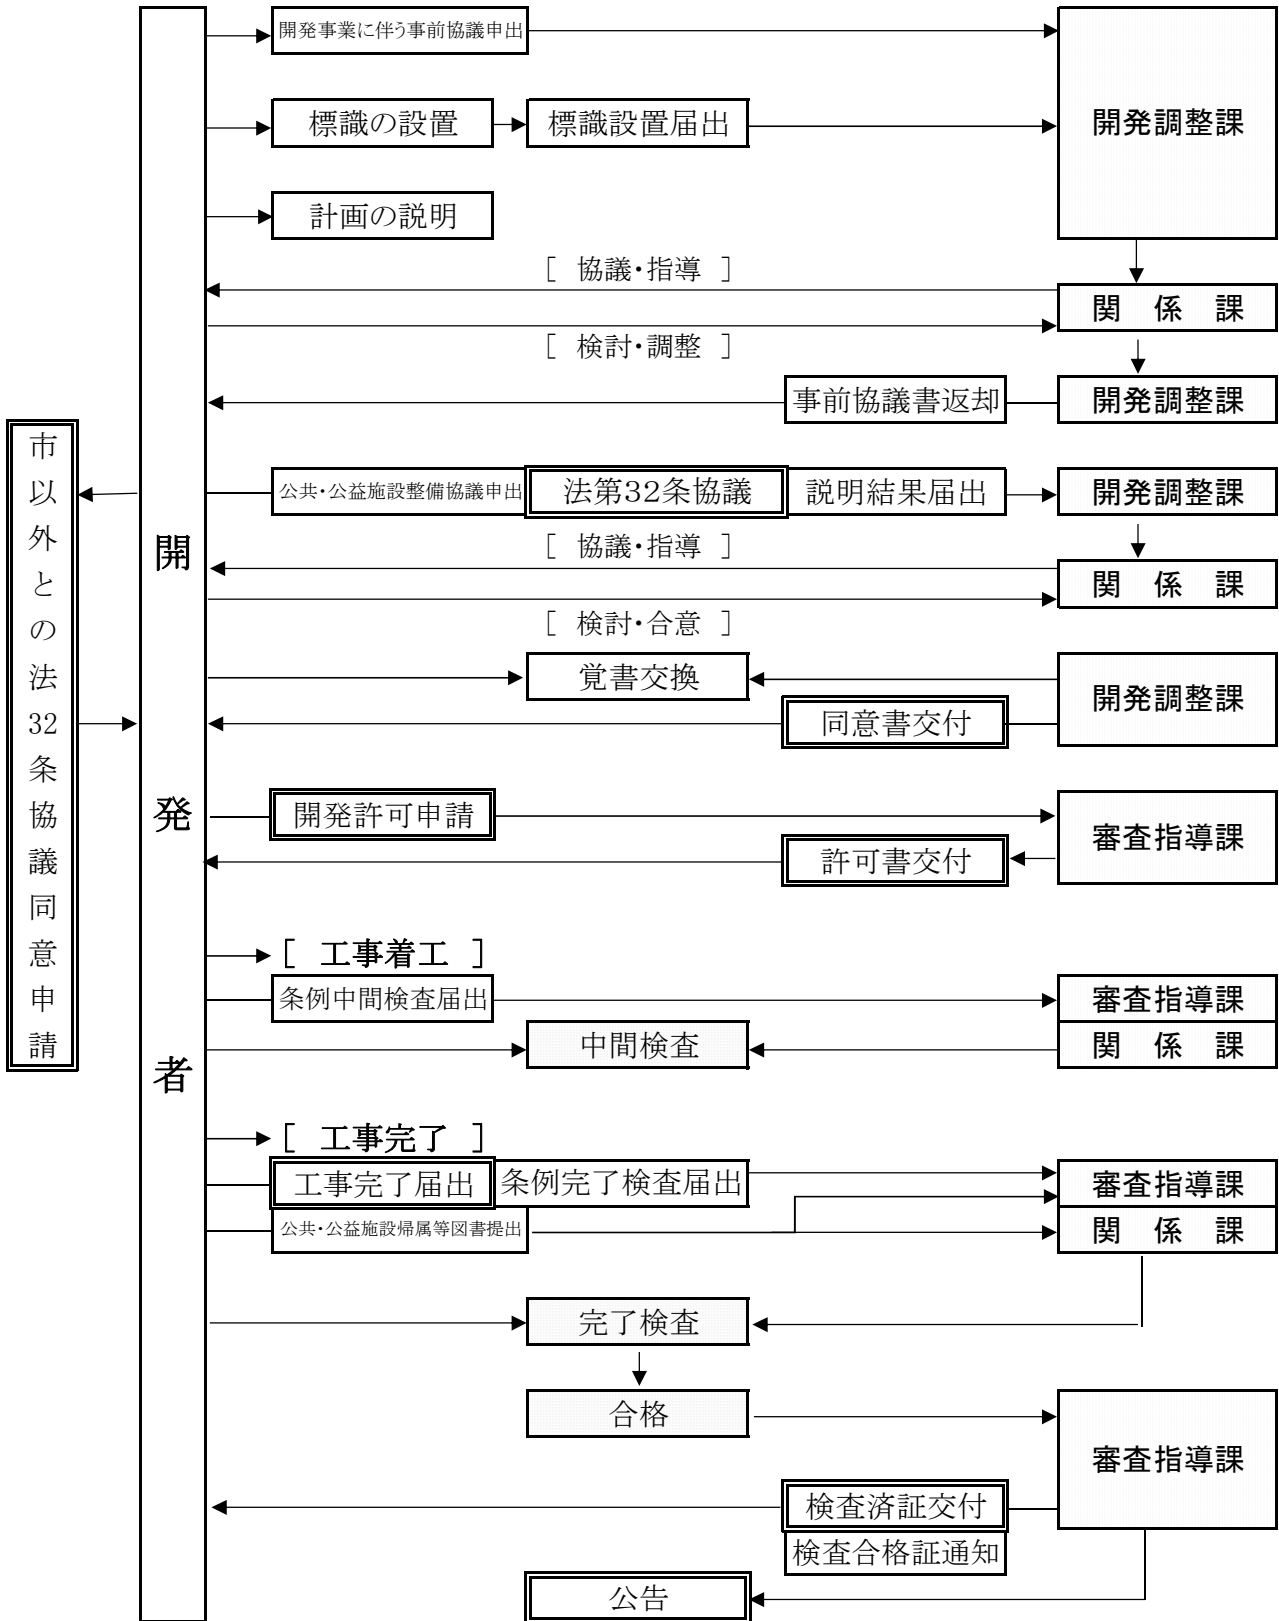 開発事業に伴う事前協議申出
標識の設置
標識設置届出
開発調整課
計画の説明
［ 協議・指導 ］
関 係 課
［ 検討・調整 ］
事前協議書返却
開発調整課
市以外との法32条協議同意申請
開発者
公共・公益施設整備協議申出
法第32条協議
説明結果届出
開発調整課
［ 協議・指導 ］
関 係 課
［ 検討・合意 ］
覚書交換
開発調整課
同意書交付
開発許可申請
審査指導課
許可書交付
［ 工事着工 ］
条例中間検査届出
審査指導課
中間検査
関 係 課
［ 工事完了 ］
工事完了届出
条例完了検査届出
審査指導課
公共・公益施設帰属等図書提出
関 係 課
完了検査
合格
審査指導課
検査済証交付
検査合格証通知
公告